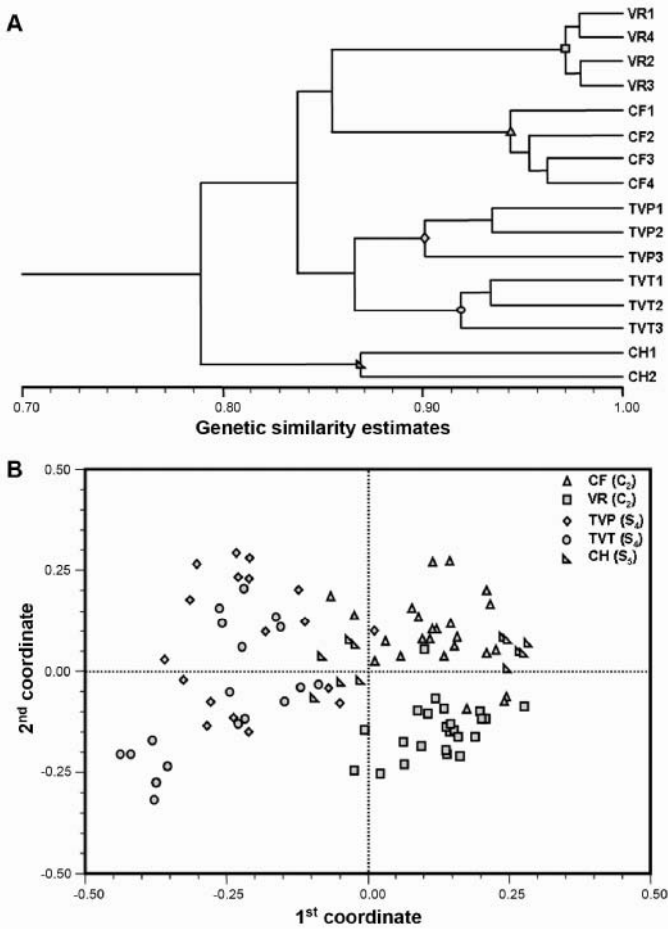 A
VR1
VR4
VR2
VR3
CF1
CF2
CF3
CF4
TVP1
TVP2
TVP3
TVT1
TVT2
TVT3
CH1
CH2
0.70 0.80 0.90 1.00
Genetic similarity estimates
B
0.50
CF (C₂)
VR (C₂)
TVP (S₄)
TVT (S₄)
CH (S₅)
0.25
0.00
-0.25
-0.50
2nd coordinate
-0.50 -0.25 0.00 0.25 0.50
1st coordinate